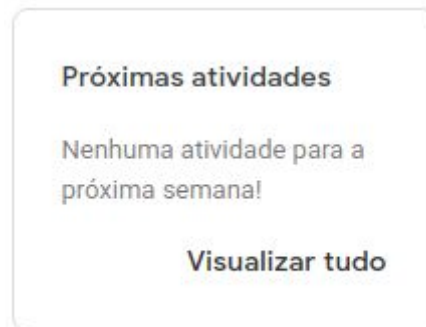 Próximas atividades
Nenhuma atividade para a
próxima semana!
Visualizar tudo